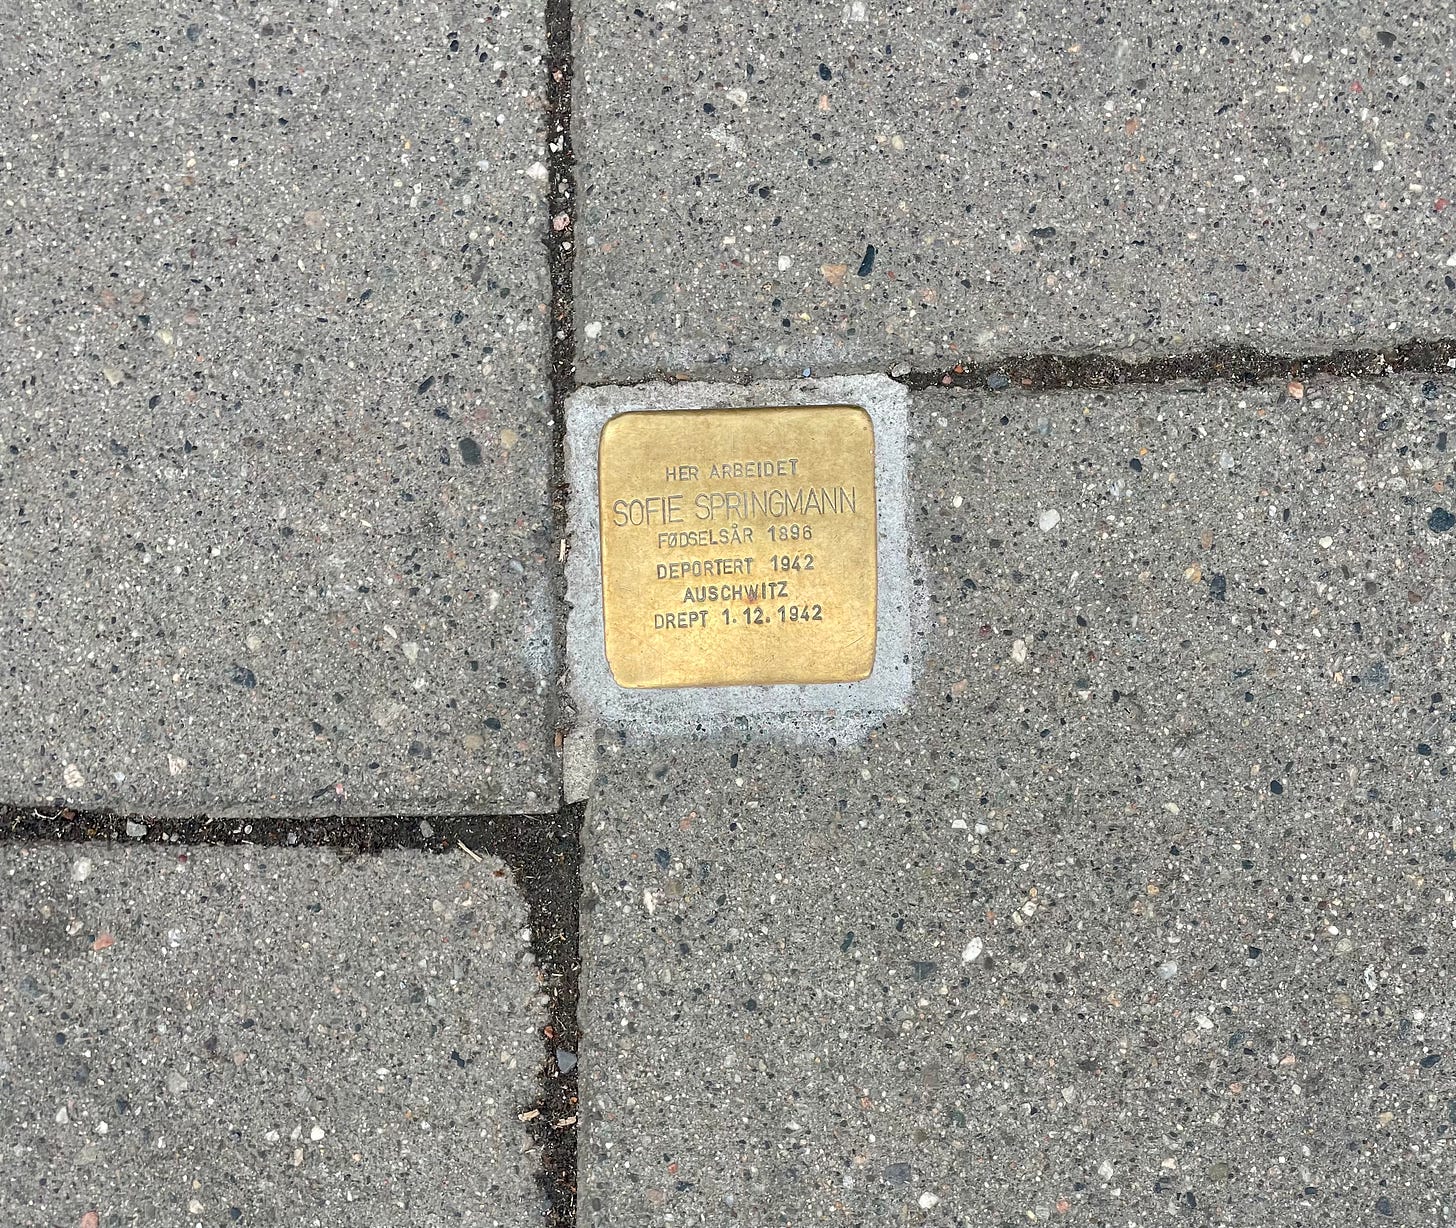 HER ARBEIDET
SOFIE SPRINGMANN
FØDSELSÅR 1896
DEPORTERT 1942
AUSCHWITZ
DREPT 1.12.1942